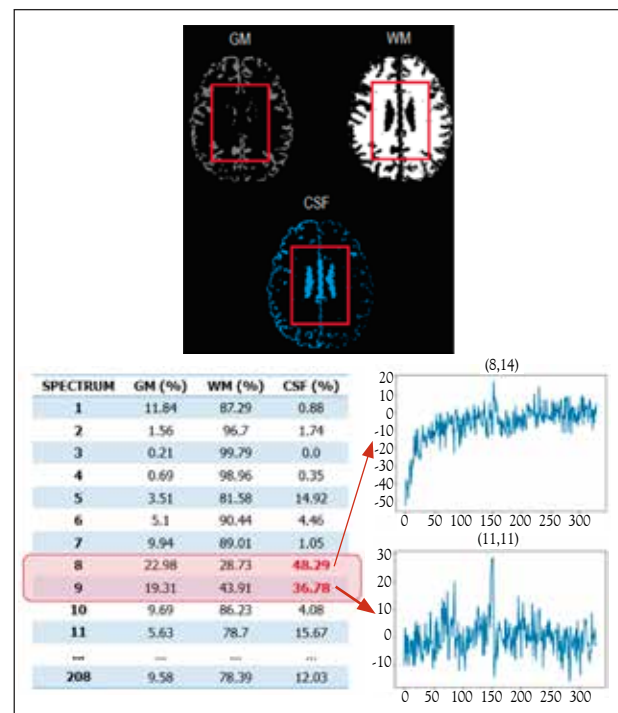 GM WM
CSF
SPECTRUM GM (%) WM (%) CSF (%)
1 11.84 87.29 0.88
2 1.56 96.7 1.74
3 0.21 99.79 0.0
4 0.69 98.96 0.35
5 3.51 81.58 14.92
6 5.1 90.44 4.46
7 9.94 89.01 1.05
8 22.98 28.73 48.29
9 19.31 43.91 36.78
10 9.69 86.23 4.08
11 5.63 78.7 15.67
... ... ... ...
208 9.58 78.39 12.03
(8,14)
20
10
0
-10
-20
-30
-40
-50
0 50 100 150 200 250 300
(11,11)
30
20
10
0
-10
0 50 100 150 200 250 300